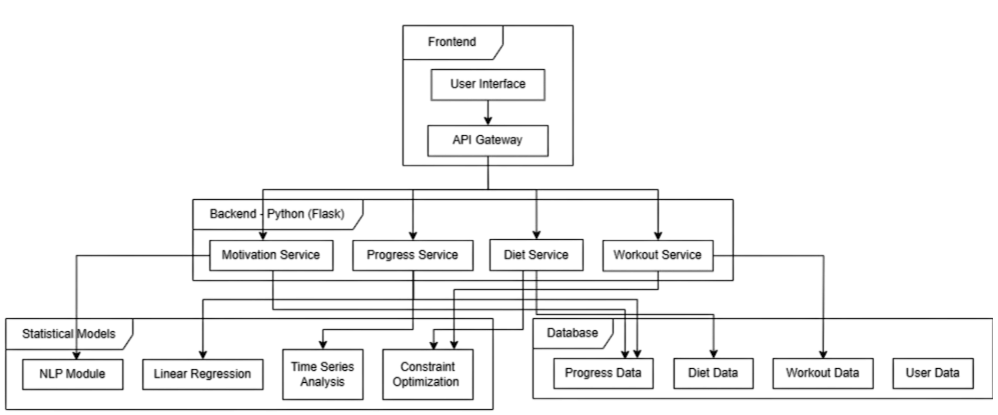 Frontend
User Interface
API Gateway
Backend - Python (Flask)
Motivation Service
Progress Service
Diet Service
Workout Service
Statistical Models
Database
NLP Module
Linear Regression
Time Series
Analysis
Constraint
Optimization
Progress Data
Diet Data
Workout Data
User Data